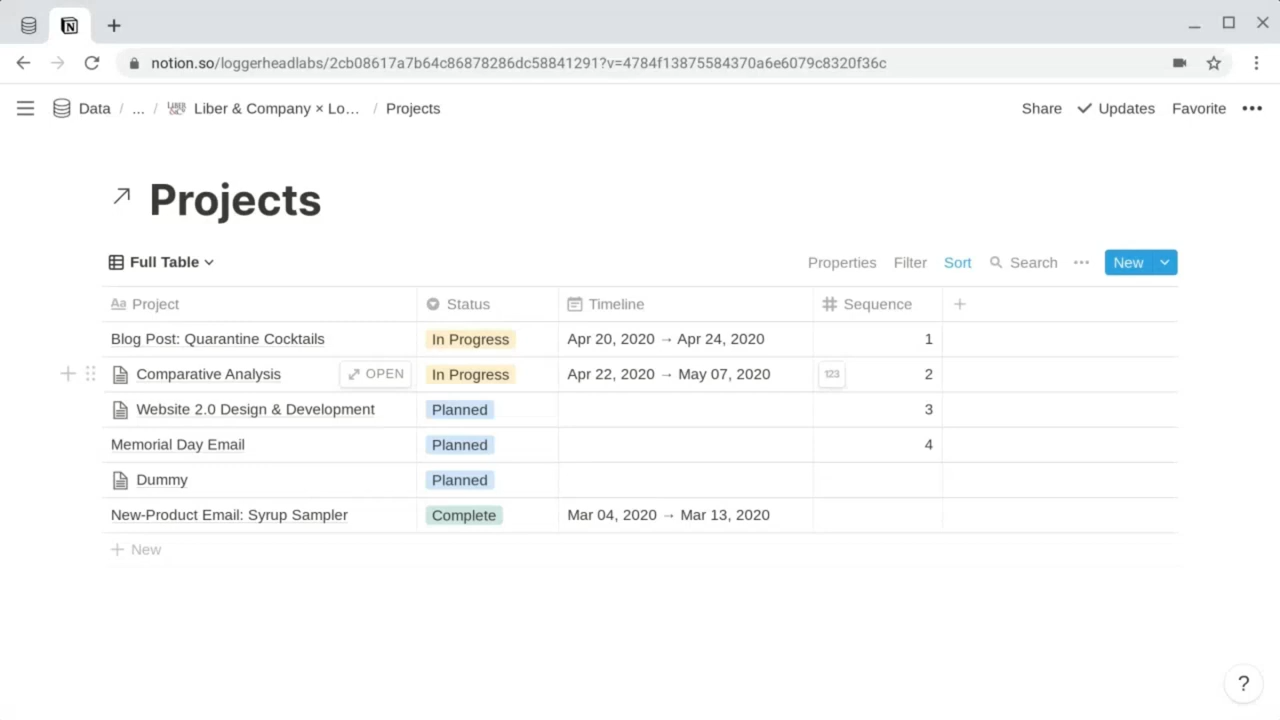 notion.so/loggerheadlabs/2cb08617a7b64c86878286dc58841291?v=4784f13875584370a6e6079c8320f36c
Data / ... / Liber & Company × Lo... / Projects Share Updates Favorite •••
Projects
Full Table Properties Filter Sort Search ••• New
Aa Project Status Timeline # Sequence +
Blog Post: Quarantine Cocktails In Progress Apr 20, 2020 → Apr 24, 2020 1
Comparative Analysis OPEN In Progress Apr 22, 2020 → May 07, 2020 123 2
Website 2.0 Design & Development Planned 3
Memorial Day Email Planned 4
Dummy Planned
New-Product Email: Syrup Sampler Complete Mar 04, 2020 → Mar 13, 2020
+ New
?